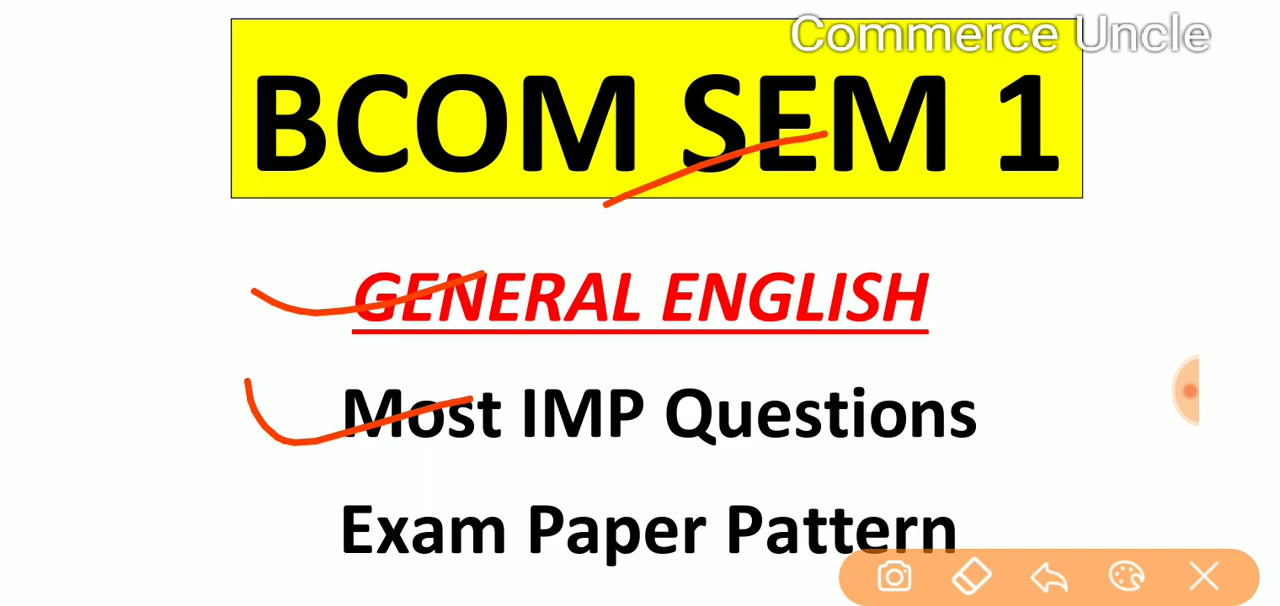 Commerce Uncle
BCOM SEM 1
GENERAL ENGLISH
Most IMP Questions
Exam Paper Pattern